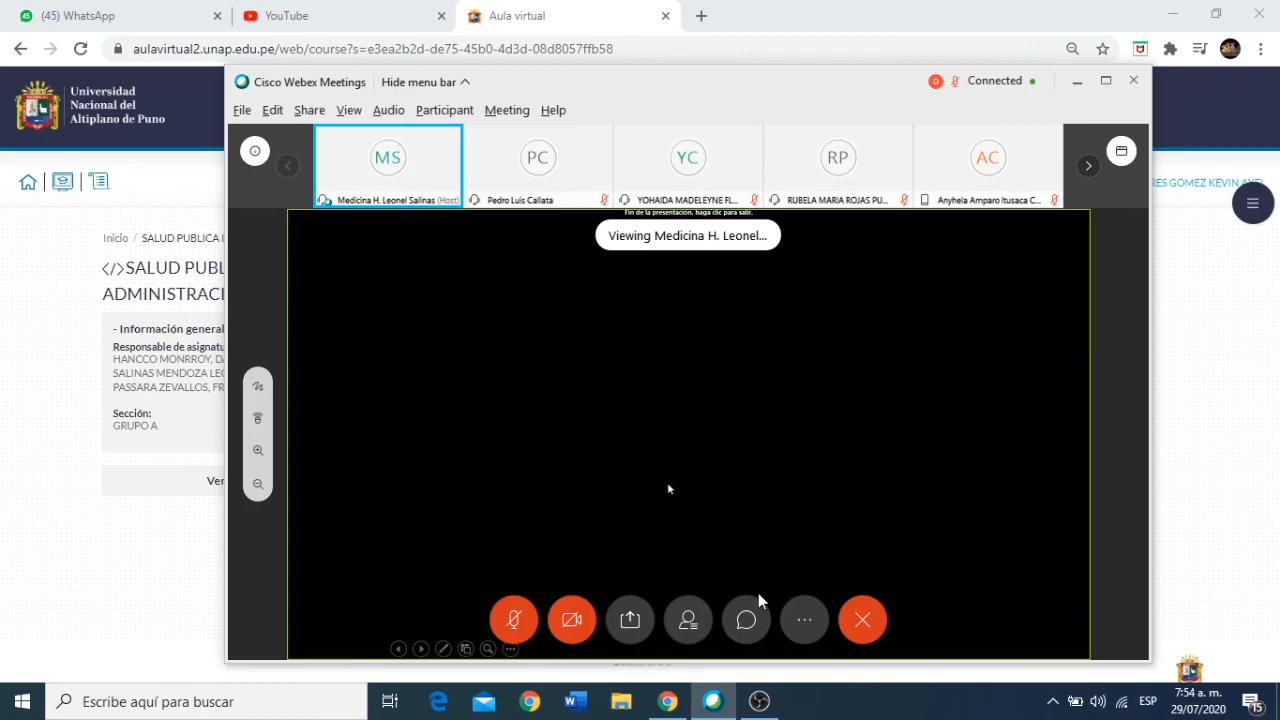 (45) WhatsApp
YouTube
Aula virtual
aulavirtual2.unap.edu.pe/web/course?s=e3ea2b2d-de75-45b0-4d3d-08d8057ffb58
Universidad
Nacional del
Altiplano de Puno
Cisco Webex Meetings
Hide menu bar
Connected
File Edit Share View Audio Participant Meeting Help
MS
PC
YC
RP
AC
Medicina H. Leonel Salinas (Host)
Pedro Luis Callata
YOHAIDA MADELEYNE FL...
RUBELA MARIA ROJAS PU...
Anyhela Amparo Itusaca C...
RES GOMEZ KEVIN AXEL
Fin de la presentación, haga clic para salir.
Viewing Medicina H. Leonel...
Inicio / SALUD PUBLICA
</>SALUD PUBL
ADMINISTRACI
- Información general
Responsable de asignatu
HANCCO MONRROY, D
SALINAS MENDOZA LEO
PASSARA ZEVALLOS, FR
Sección:
GRUPO A
Ver
Escribe aquí para buscar
ESP
7:54 a. m.
29/07/2020
15